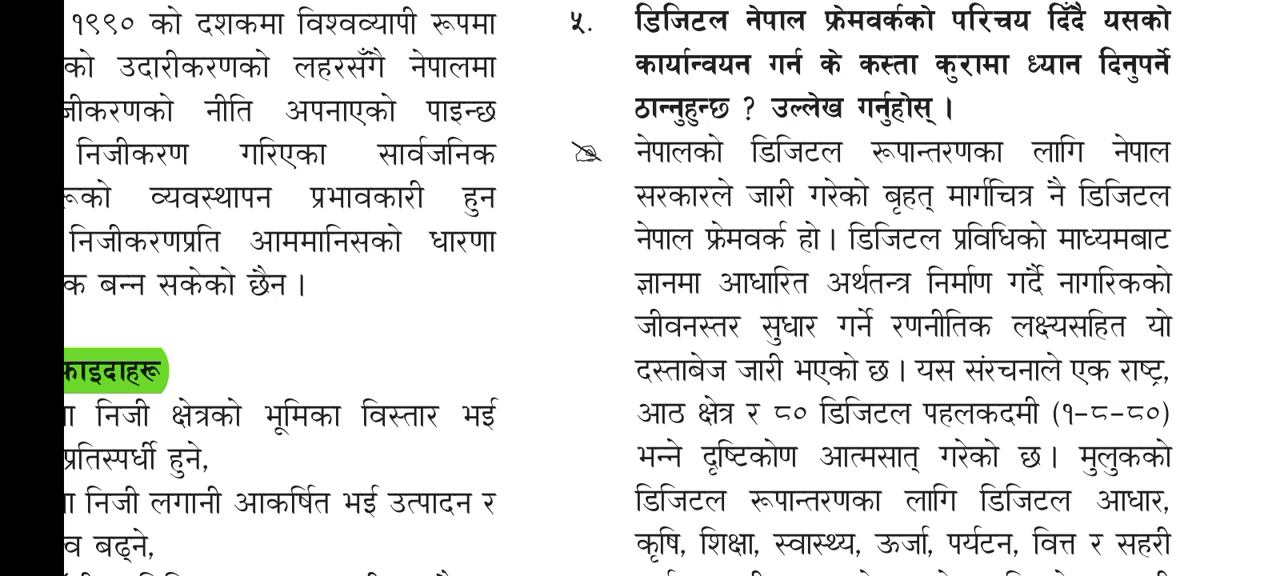 १९९० को दशकमा विश्वव्यापी रूपमा
को उदारीकरणको लहरसँगै नेपालमा
जीकरणको नीति अपनाएको पाइन्छ
निजीकरण गरिएका सार्वजनिक
रूको व्यवस्थापन प्रभावकारी हुन
निजीकरणप्रति आममानिसको धारणा
क बन्न सकेको छैन ।
फाइदाहरू
निजी क्षेत्रको भूमिका विस्तार भई
प्रतिस्पर्धी हुने,
निजी लगानी आकर्षित भई उत्पादन र
व बढ्ने,
५. डिजिटल नेपाल फ्रेमवर्कको परिचय दिँदै यसको
कार्यान्वयन गर्न के कस्ता कुरामा ध्यान दिनुपर्ने
ठान्नुहुन्छ ? उल्लेख गर्नुहोस् ।
नेपालको डिजिटल रूपान्तरणका लागि नेपाल
सरकारले जारी गरेको बृहत् मार्गचित्र नै डिजिटल
नेपाल फ्रेमवर्क हो । डिजिटल प्रविधिको माध्यमबाट
ज्ञानमा आधारित अर्थतन्त्र निर्माण गर्दै नागरिकको
जीवनस्तर सुधार गर्ने रणनीतिक लक्ष्यसहित यो
दस्ताबेज जारी भएको छ । यस संरचनाले एक राष्ट्र,
आठ क्षेत्र र ८० डिजिटल पहलकदमी (१-८-८०)
भन्ने दृष्टिकोण आत्मसात् गरेको छ । मुलुकको
डिजिटल रूपान्तरणका लागि डिजिटल आधार,
कृषि, शिक्षा, स्वास्थ्य, ऊर्जा, पर्यटन, वित्त र सहरी